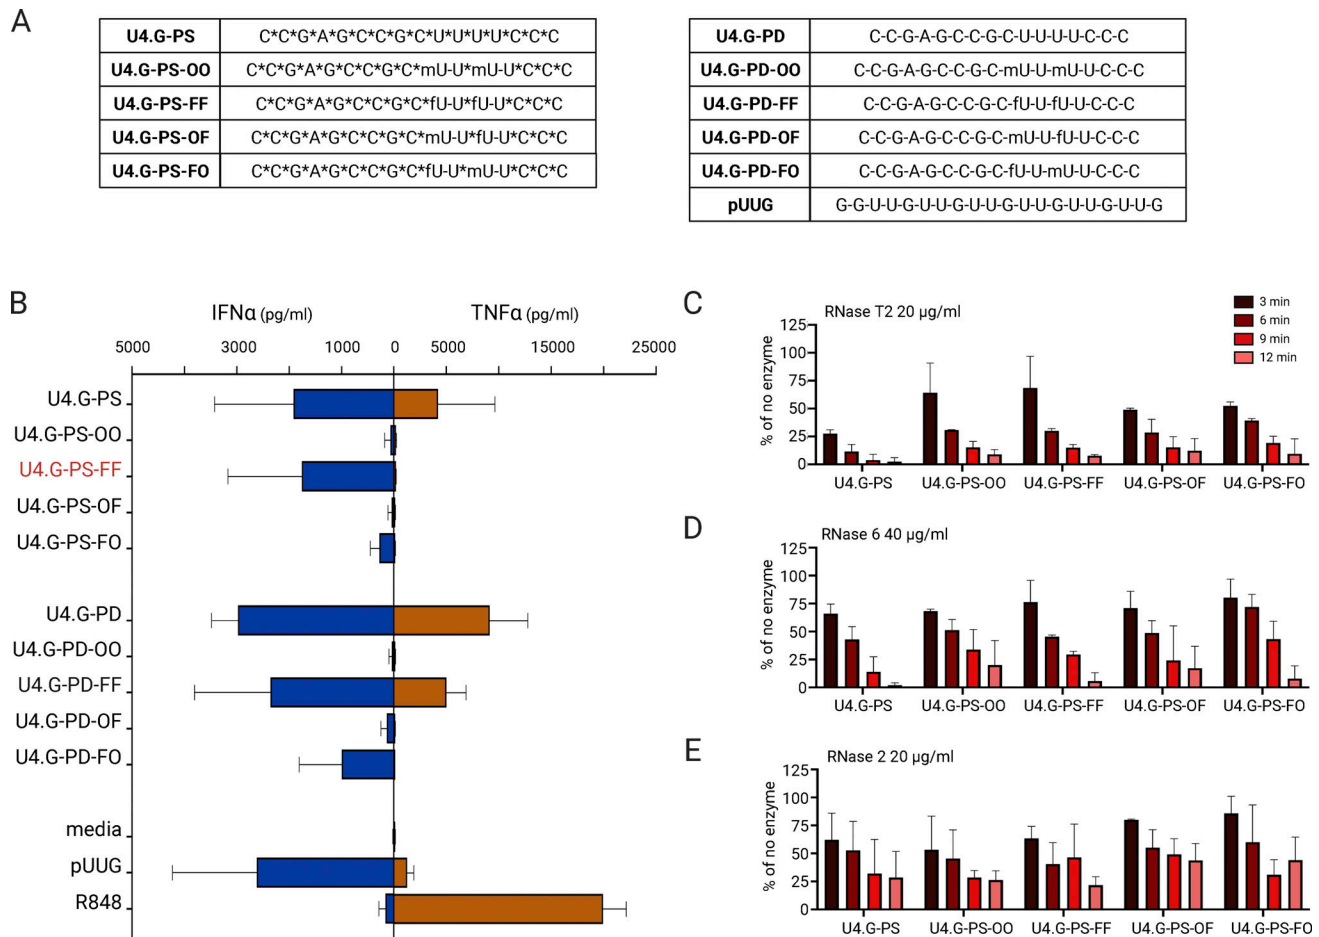 A
U4.G-PS C*C*G*A*G*C*C*G*C*U*U*U*U*C*C*C
U4.G-PS-OO C*C*G*A*G*C*C*G*C*mU-U*mU-U*C*C*C
U4.G-PS-FF C*C*G*A*G*C*C*G*C*fU-U*fU-U*C*C*C
U4.G-PS-OF C*C*G*A*G*C*C*G*C*mU-U*fU-U*C*C*C
U4.G-PS-FO C*C*G*A*G*C*C*G*C*fU-U*mU-U*C*C*C
U4.G-PD C-C-G-A-G-C-C-G-C-U-U-U-U-C-C-C
U4.G-PD-OO C-C-G-A-G-C-C-G-C-mU-U-mU-U-C-C-C
U4.G-PD-FF C-C-G-A-G-C-C-G-C-fU-U-fU-U-C-C-C
U4.G-PD-OF C-C-G-A-G-C-C-G-C-mU-U-fU-U-C-C-C
U4.G-PD-FO C-C-G-A-G-C-C-G-C-fU-U-mU-U-C-C-C
pUUG G-G-U-U-G-U-U-G-U-U-G-U-U-G-U-U-G-U-U-G
B
IFNα (pg/ml) TNFα (pg/ml)
5000 3000 1000 0 5000 15000 25000
U4.G-PS
U4.G-PS-OO
U4.G-PS-FF
U4.G-PS-OF
U4.G-PS-FO
U4.G-PD
U4.G-PD-OO
U4.G-PD-FF
U4.G-PD-OF
U4.G-PD-FO
media
pUUG
R848
C
RNase T2 20 µg/ml
3 min
6 min
9 min
12 min
% of no enzyme
125
100
75
50
25
0
U4.G-PS U4.G-PS-OO U4.G-PS-FF U4.G-PS-OF U4.G-PS-FO
D
RNase 6 40 µg/ml
% of no enzyme
125
100
75
50
25
0
U4.G-PS U4.G-PS-OO U4.G-PS-FF U4.G-PS-OF U4.G-PS-FO
E
RNase 2 20 µg/ml
% of no enzyme
125
100
75
50
25
0
U4.G-PS U4.G-PS-OO U4.G-PS-FF U4.G-PS-OF U4.G-PS-FO